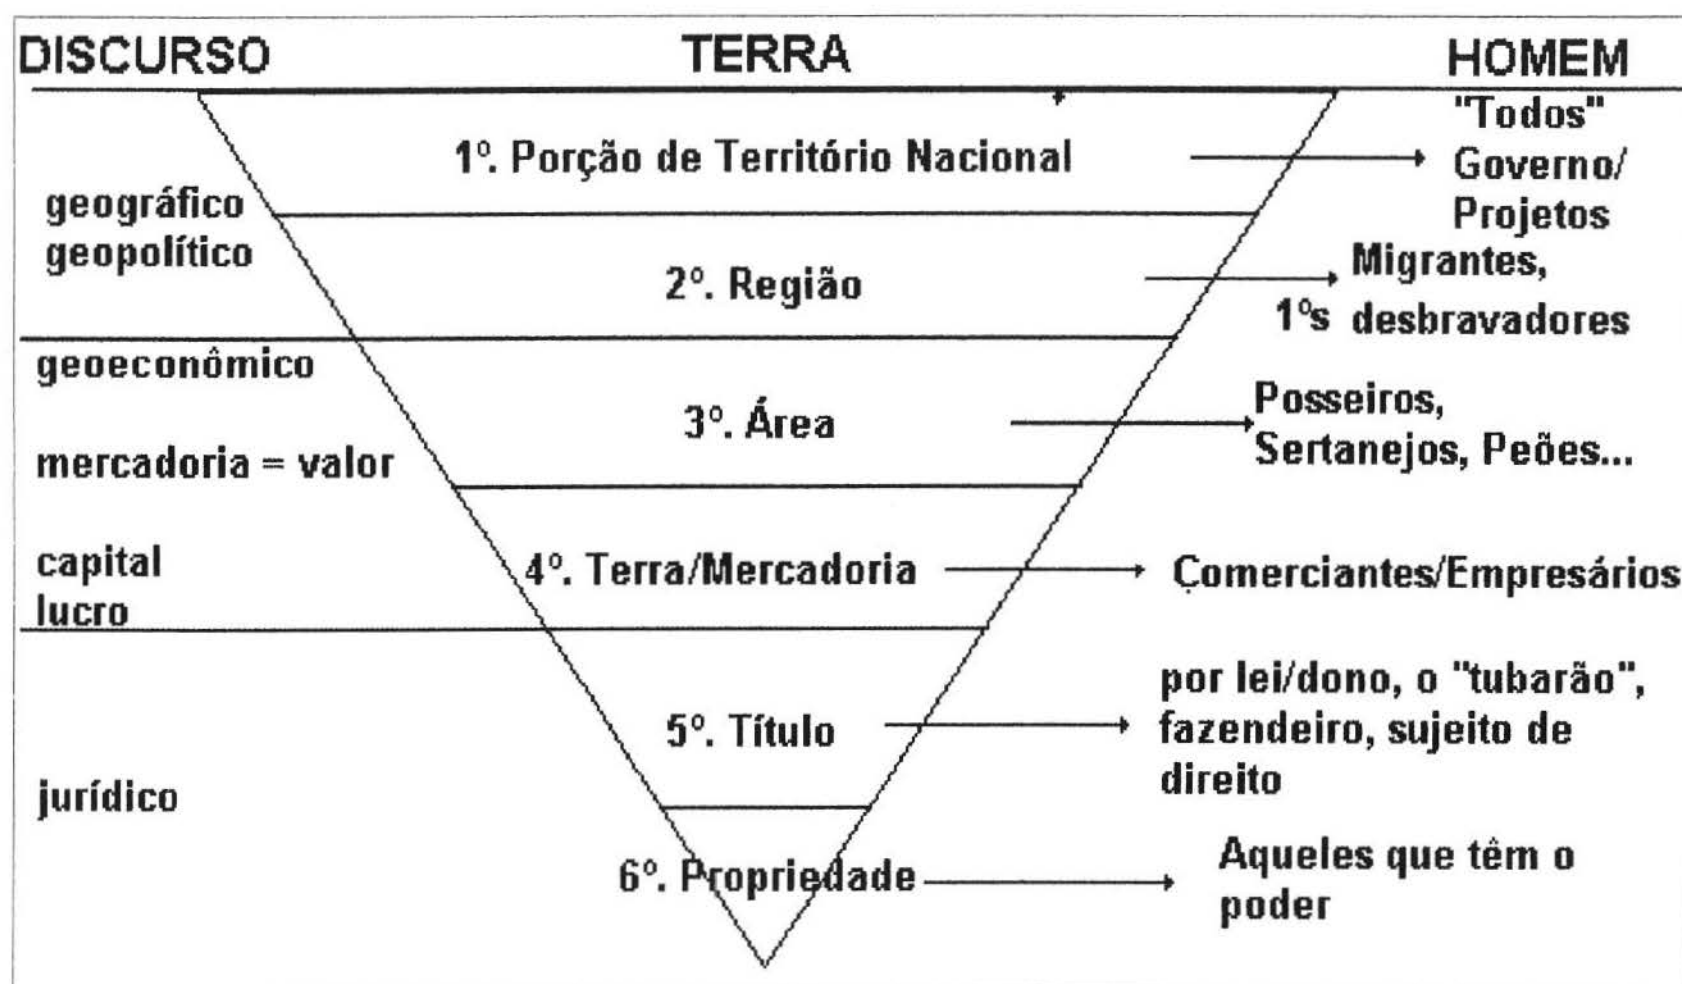 DISCURSO TERRA HOMEM
1º. Porção de Território Nacional
"Todos"
Governo/
Projetos
geográfico
geopolítico
2º. Região
Migrantes,
1ºs desbravadores
geoeconômico
3º. Área
Posseiros,
Sertanejos, Peões...
mercadoria = valor
capital
lucro
4º. Terra/Mercadoria
Comerciantes/Empresários
5º. Título
por lei/dono, o "tubarão",
fazendeiro, sujeito de
direito
jurídico
6º. Propriedade
Aqueles que têm o
poder